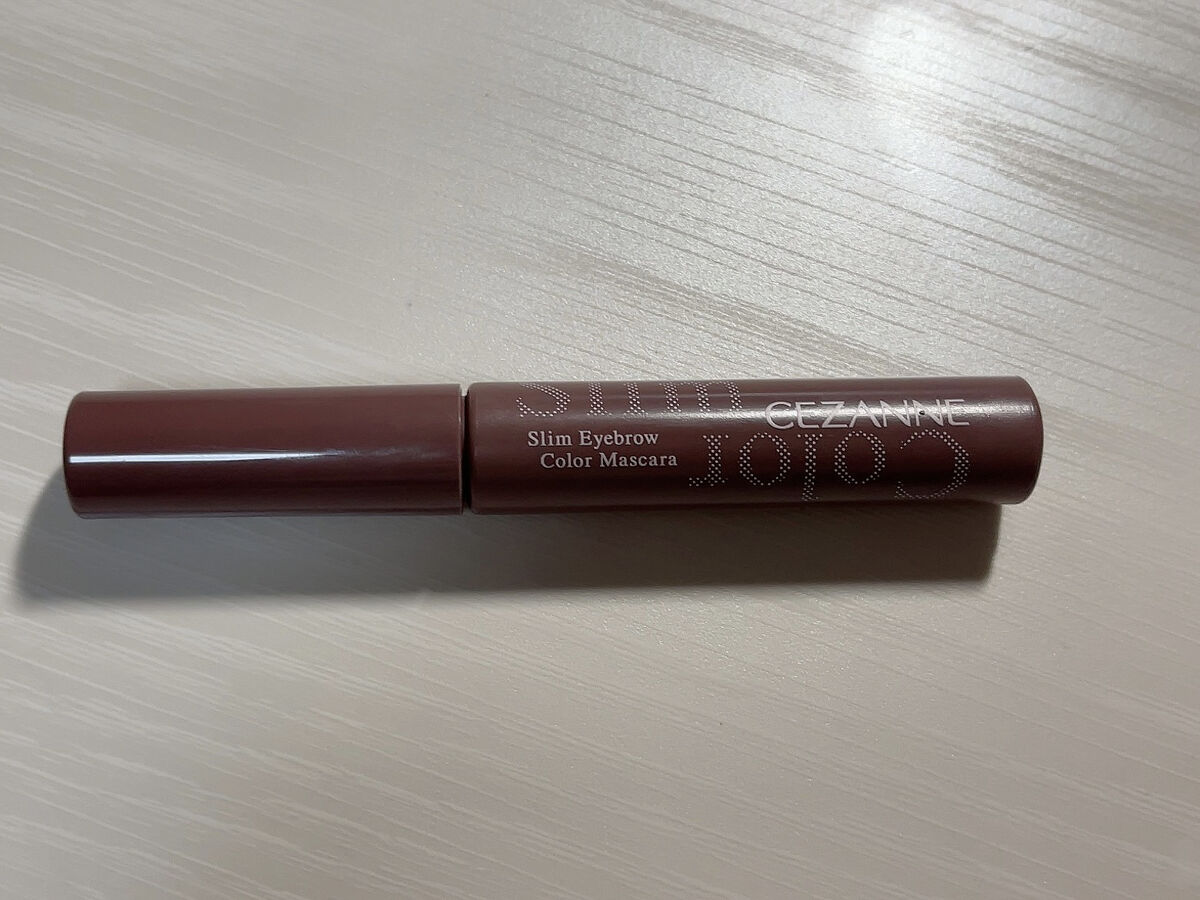 Slim
CEZANNE
Slim Eyebrow
Color Mascara
Color